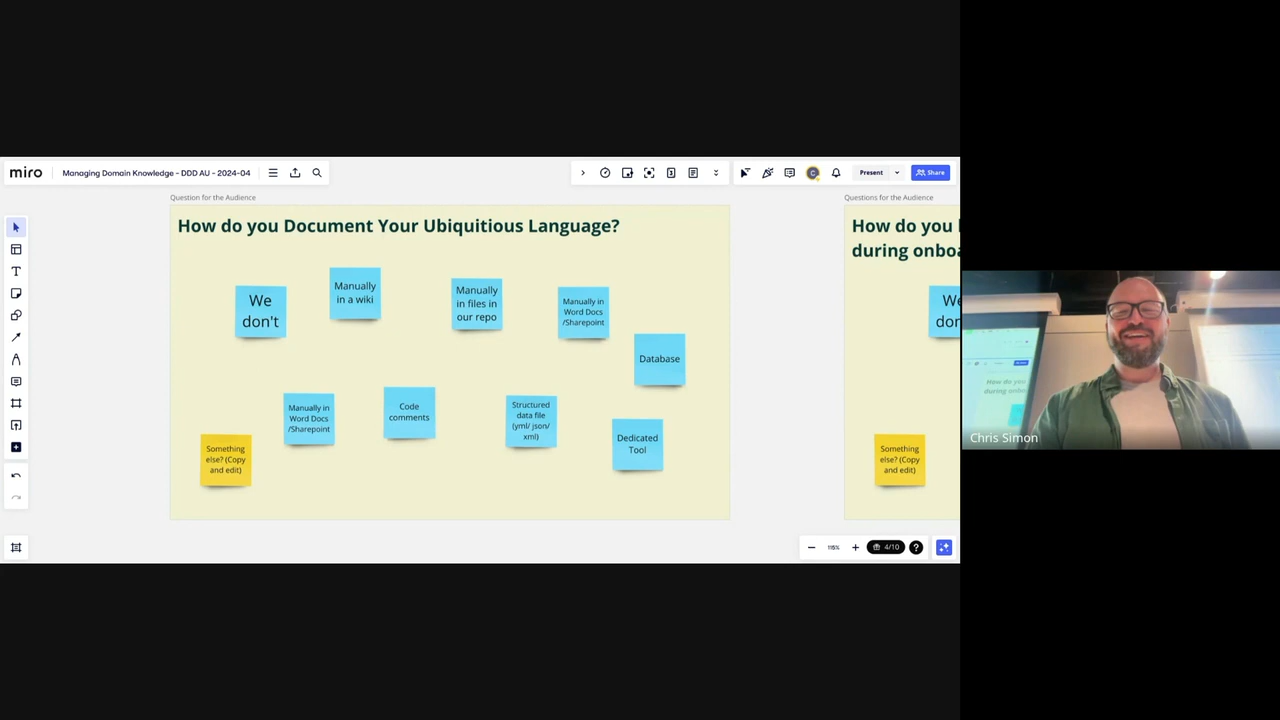 miro
Managing Domain Knowledge - DDD AU - 2024-04
Present
Share
Question for the Audience
Questions for the Audience
How do you Document Your Ubiquitious Language?
We
don't
Manually
in a wiki
Manually
in files in
our repo
Manually in
Word Docs
/Sharepoint
Database
Manually in
Word Docs
/Sharepoint
Code
comments
Structured
data file
(yml/ json/
xml)
Dedicated
Tool
Something
else? (Copy
and edit)
How do you
during onbo
We
don
Something
else? (Copy
and edit)
115%
4/10
How do you
Chris Simon